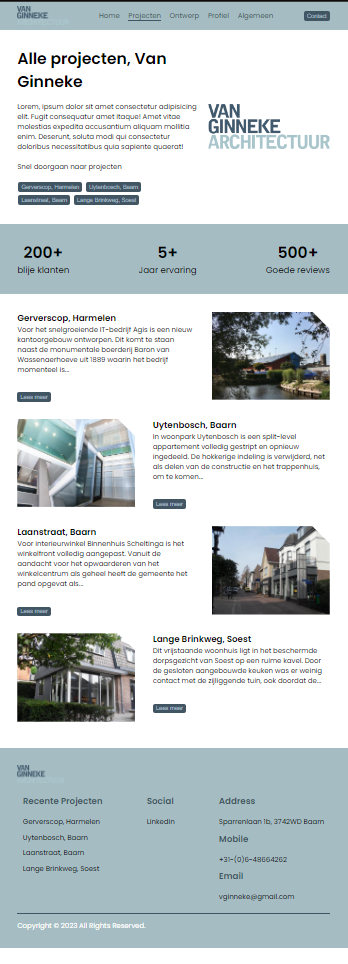 VAN
GINNEKE
ARCHITECTUUR
Home Projecten Ontwerp Profiel Algemeen Contact
Alle projecten, Van
Ginneke
Lorem, ipsum dolor sit amet consectetur adipisicing
elit. Fugit consequatur amet itaque! Amet vitae
molestias expedita accusantium aliquam mollitia
enim. Deserunt, soluta modi qui consectetur
doloribus necessitatibus quia sapiente quaerat!
VAN
GINNEKE
ARCHITECTUUR
Snel doorgaan naar projecten
Gerverscop, Harmelen Uytenbosch, Baarn
Laanstraat, Baarn Lange Brinkweg, Soest
200+ 5+ 500+
blije klanten Jaar ervaring Goede reviews
Gerverscop, Harmelen
Voor het snelgroeiende IT-bedrijf Agis is een nieuw
kantoorgebouw ontworpen. Dit komt te staan
naast de monumentale boerderij Baron van
Wassenaerhoeve uit 1889 waarin het bedrijf
momenteel is...
Lees meer
Uytenbosch, Baarn
In woonpark Uytenbosch is een split-level
appartement volledig gestript en opnieuw
ingedeeld. De hokkerige indeling is verwijderd, net
als delen van de constructie en het trappenhuis,
om te komen...
Lees meer
Laanstraat, Baarn
Voor interieurwinkel Binnenhuis Scheltinga is het
winkelfront volledig aangepast. Vanuit de
aandacht voor het opwaarderen van het
winkelcentrum als geheel heeft de gemeente het
pand opgevat als...
Lees meer
Lange Brinkweg, Soest
Dit vrijstaande woonhuis ligt in het beschermde
dorpsgezicht van Soest op een ruime kavel. Door
de gesloten aangebouwde keuken was er weinig
contact met de zijliggende tuin, ook doordat de...
Lees meer
VAN
GINNEKE
ARCHITECTUUR
Recente Projecten Social Address
Gerverscop, Harmelen Linkedin Sparrenlaan 1b, 3742WD Baarn
Uytenbosch, Baarn Mobile
Laanstraat, Baarn +31-(0)6-48664262
Lange Brinkweg, Soest Email
vginneke@gmail.com
Copyright © 2023 All Rights Reserved.